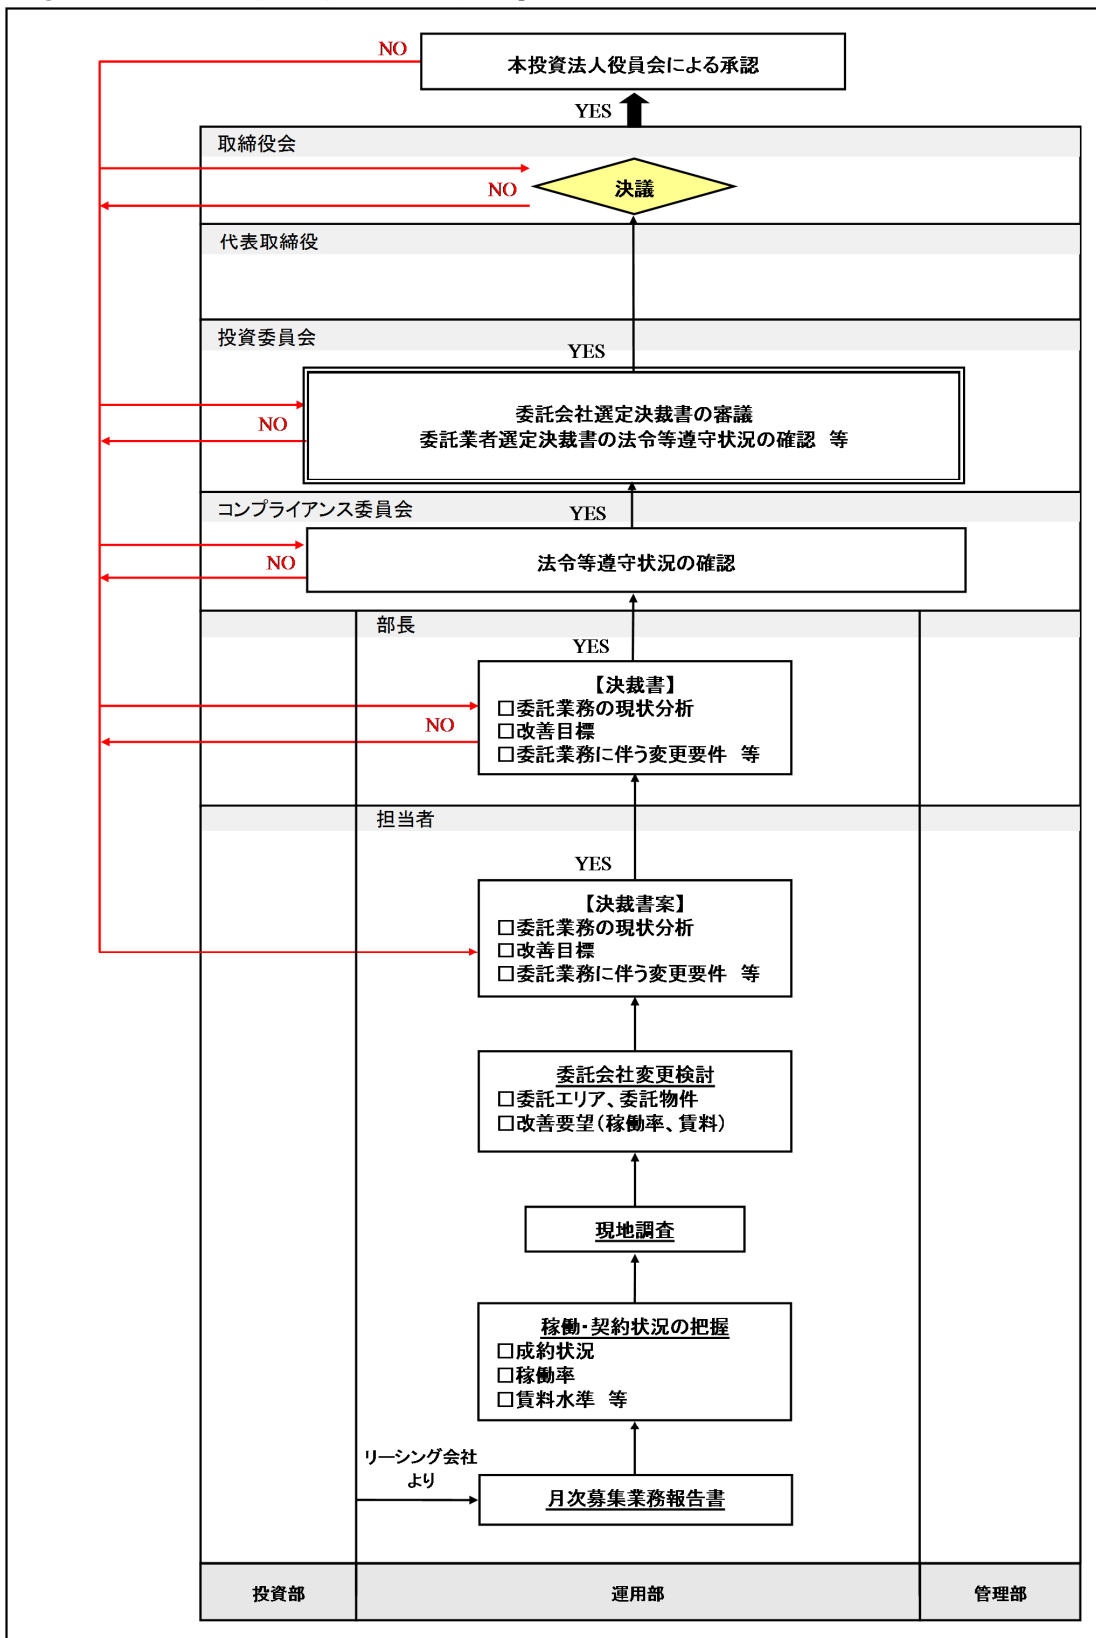 NO
本投資法人役員会による承認
YES
取締役会
決議
NO
代表取締役
投資委員会
YES
委託会社選定決裁書の審議
委託業者選定決裁書の法令等遵守状況の確認 等
NO
コンプライアンス委員会
YES
法令等遵守状況の確認
NO
部長
YES
【決裁書】
□委託業務の現状分析
□改善目標
□委託業務に伴う変更要件 等
NO
担当者
YES
【決裁書案】
□委託業務の現状分析
□改善目標
□委託業務に伴う変更要件 等
委託会社変更検討
□委託エリア、委託物件
□改善要望(稼働率、賃料)
現地調査
稼働・契約状況の把握
□成約状況
□稼働率
□賃料水準 等
リーシング会社
より
月次募集業務報告書
投資部
運用部
管理部